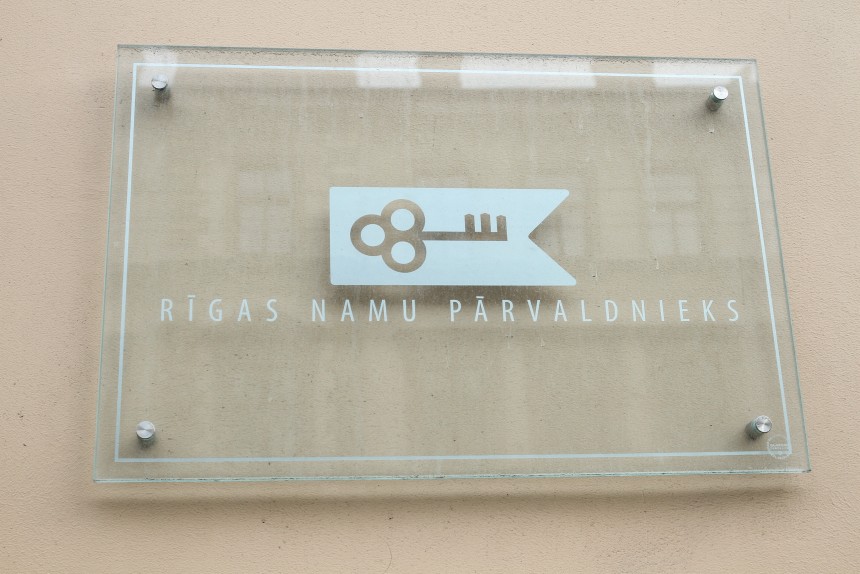 RĪGAS NAMU PĀRVALDNIEKS